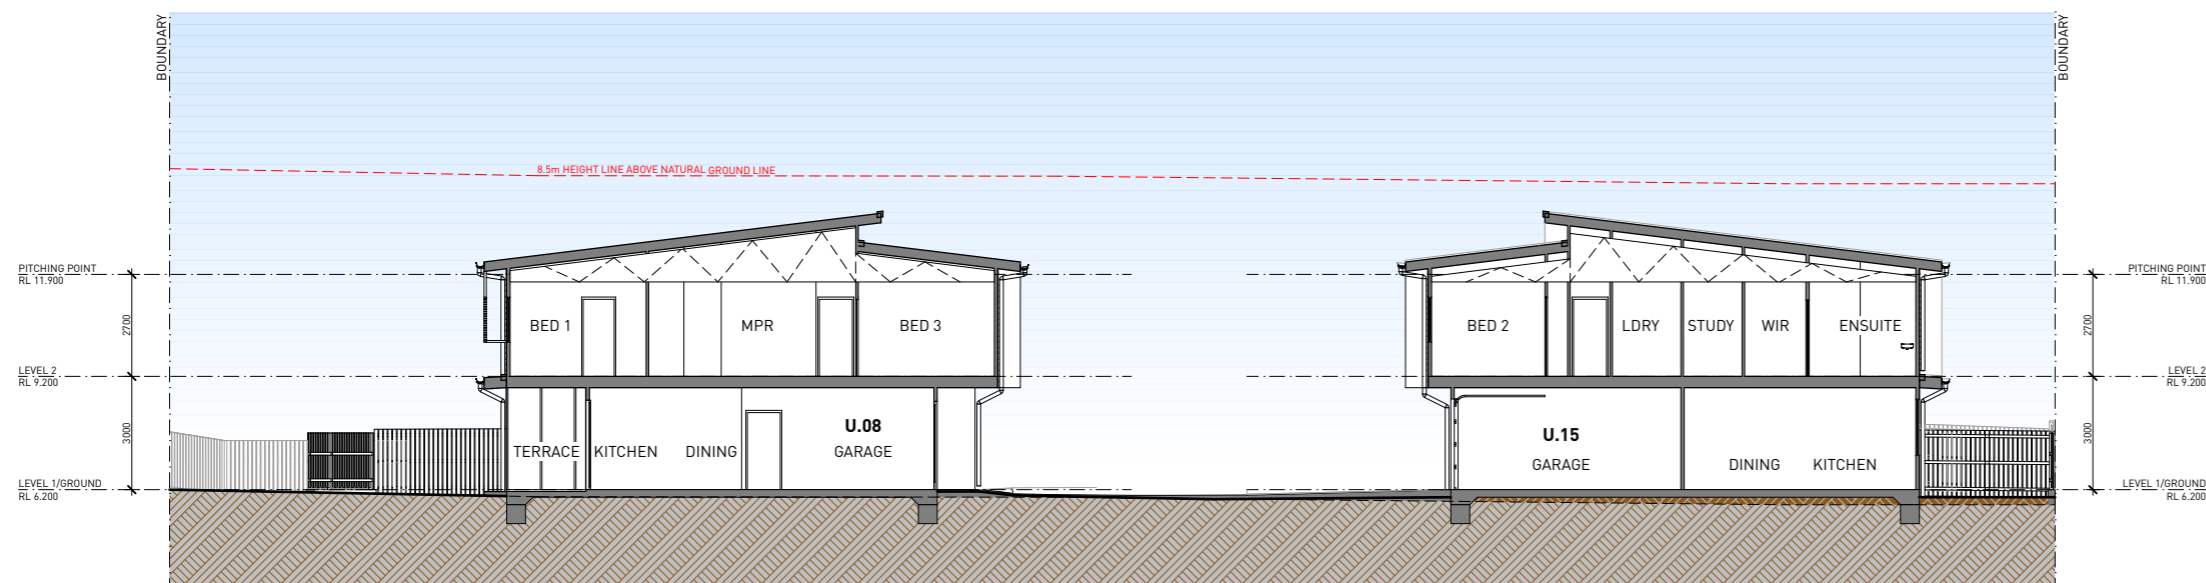 BOUNDARY
BOUNDARY
8.5m HEIGHT LINE ABOVE NATURAL GROUND LINE
PITCHING POINT
RL 11.900
PITCHING POINT
RL 11.900
2700
BED 1
MPR
BED 3
BED 2
LDRY
STUDY
WIR
ENSUITE
2700
LEVEL 2
RL 9.200
LEVEL 2
RL 9.200
3000
TERRACE
KITCHEN
DINING
U.08
GARAGE
U.15
GARAGE
DINING
KITCHEN
3000
LEVEL 1/GROUND
RL 6.200
LEVEL 1/GROUND
RL 6.200